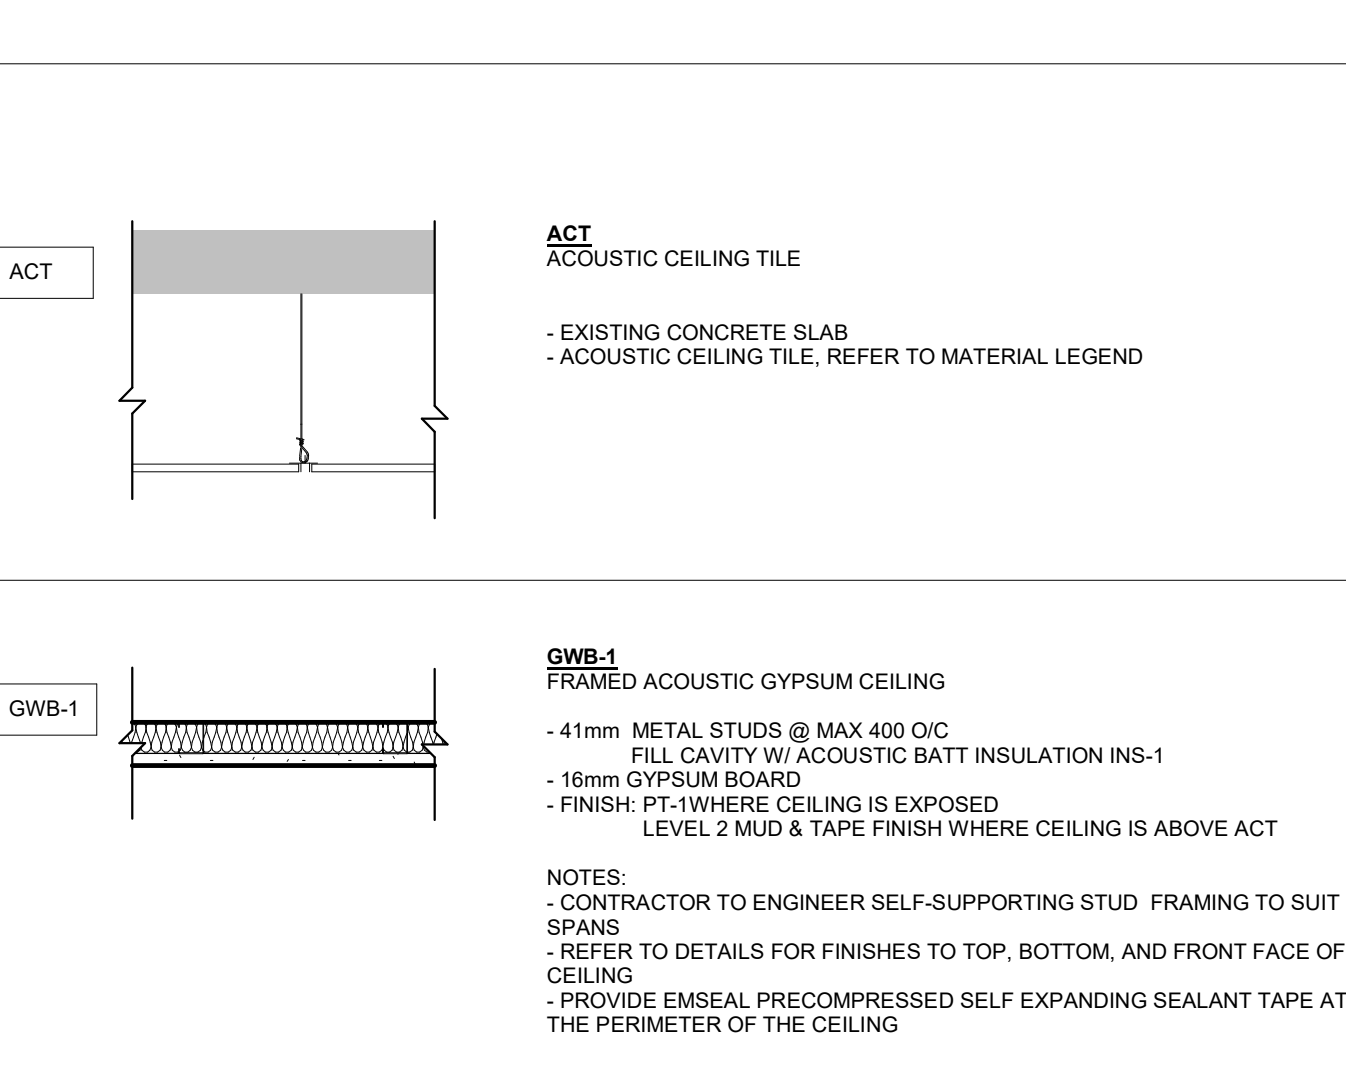 ACT
ACT
ACOUSTIC CEILING TILE
- EXISTING CONCRETE SLAB
- ACOUSTIC CEILING TILE, REFER TO MATERIAL LEGEND
GWB-1
GWB-1
FRAMED ACOUSTIC GYPSUM CEILING
- 41mm  METAL STUDS @ MAX 400 O/C
FILL CAVITY W/ ACOUSTIC BATT INSULATION INS-1
- 16mm GYPSUM BOARD
- FINISH: PT-1WHERE CEILING IS EXPOSED
LEVEL 2 MUD & TAPE FINISH WHERE CEILING IS ABOVE ACT
NOTES:
- CONTRACTOR TO ENGINEER SELF-SUPPORTING STUD  FRAMING TO SUIT
SPANS
- REFER TO DETAILS FOR FINISHES TO TOP, BOTTOM, AND FRONT FACE OF
CEILING
- PROVIDE EMSEAL PRECOMPRESSED SELF EXPANDING SEALANT TAPE AT
THE PERIMETER OF THE CEILING